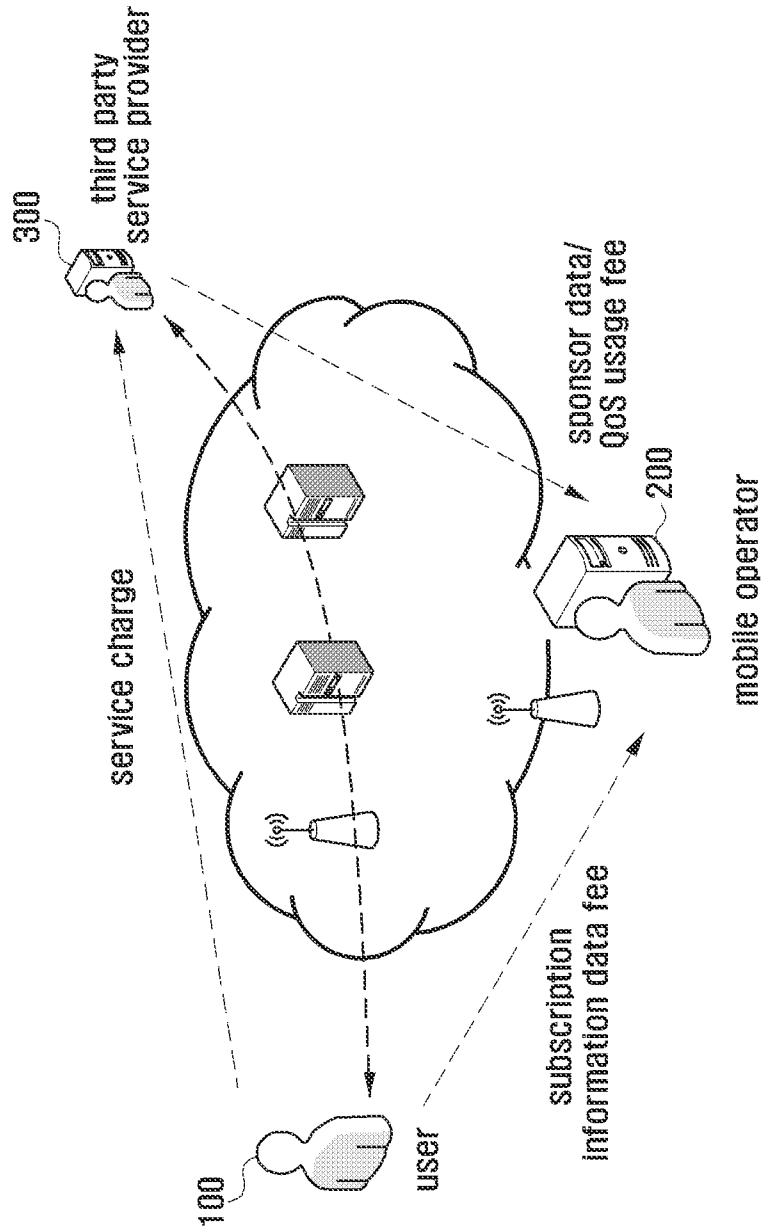 300
third party
service provider
service charge
sponsor data/
QoS usage fee
200
mobile operator
100
user
subscription
information data fee